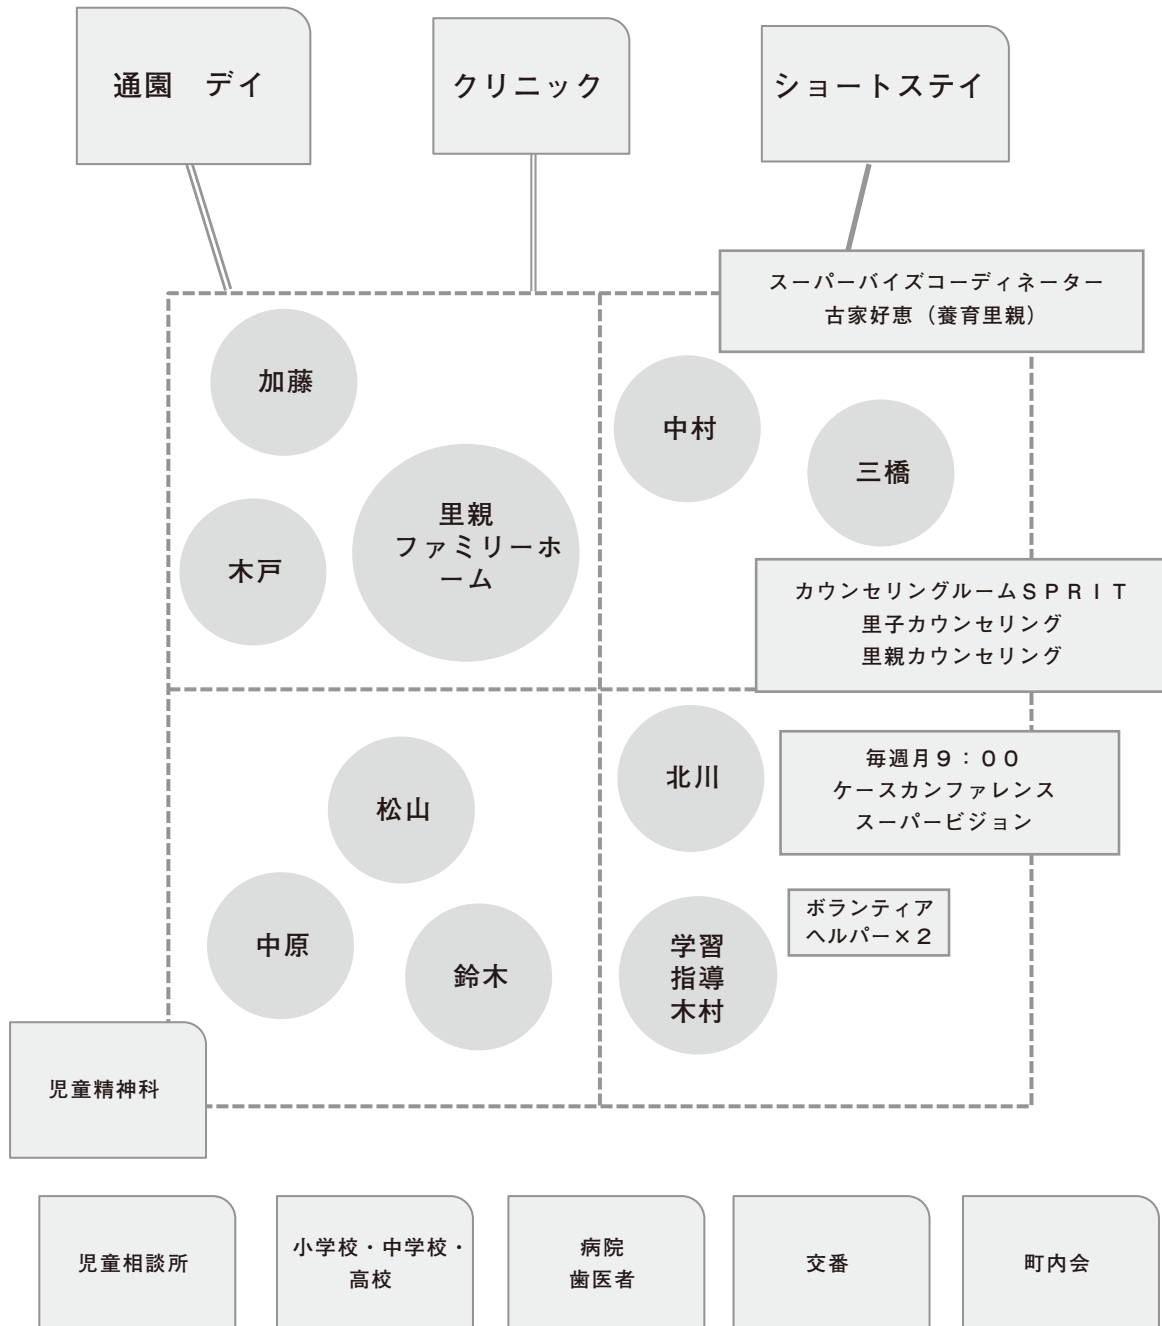 通園　デイ
クリニック
ショートステイ
スーパーバイズコーディネーター
古家好恵（養育里親）
加藤
中村
三橋
里親
ファミリーホ
ーム
木戸
カウンセリングルームＳＰＲＩＴ
里子カウンセリング
里親カウンセリング
北川
毎週月９：００
ケースカンファレンス
スーパービジョン
松山
ボランティア
ヘルパー×２
中原
鈴木
学習
指導
木村
児童精神科
児童相談所
小学校・中学校・
高校
病院
歯医者
交番
町内会